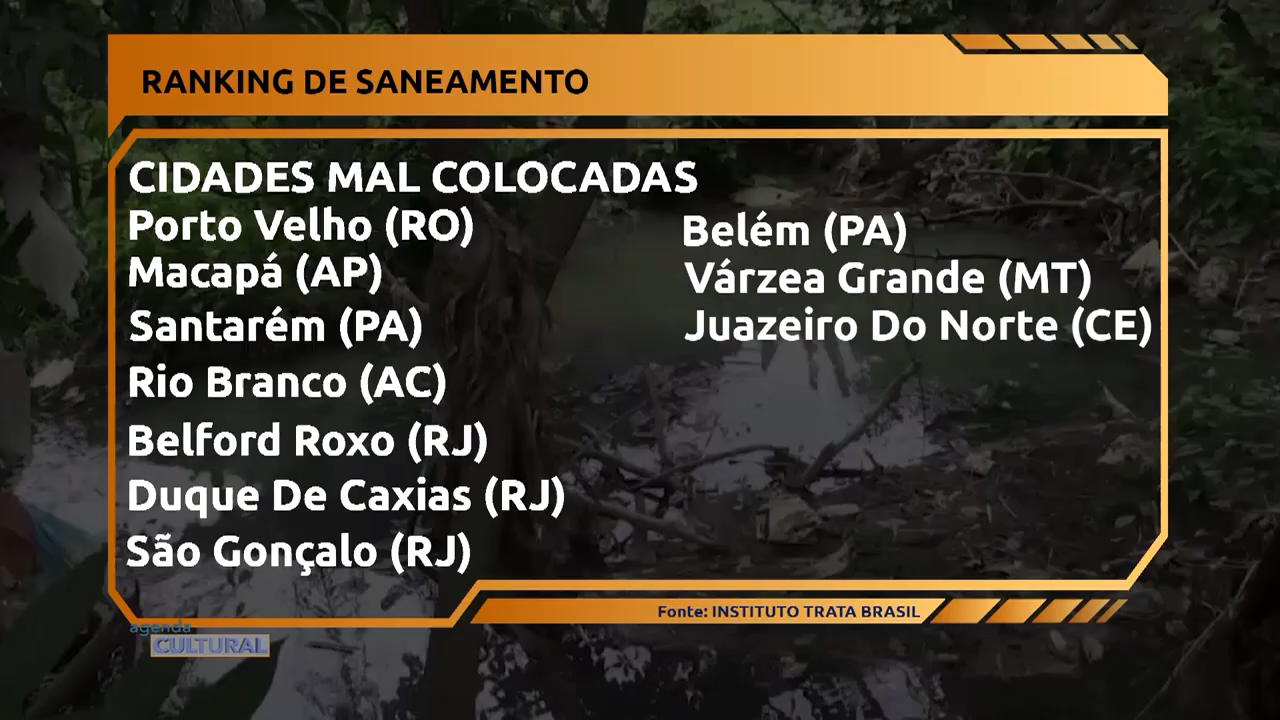 RANKING DE SANEAMENTO
CIDADES MAL COLOCADAS
Porto Velho (RO)
Macapá (AP)
Santarém (PA)
Rio Branco (AC)
Belford Roxo (RJ)
Duque De Caxias (RJ)
São Gonçalo (RJ)
Belém (PA)
Várzea Grande (MT)
Juazeiro Do Norte (CE)
Fonte: INSTITUTO TRATA BRASIL
agenda
CULTURAL